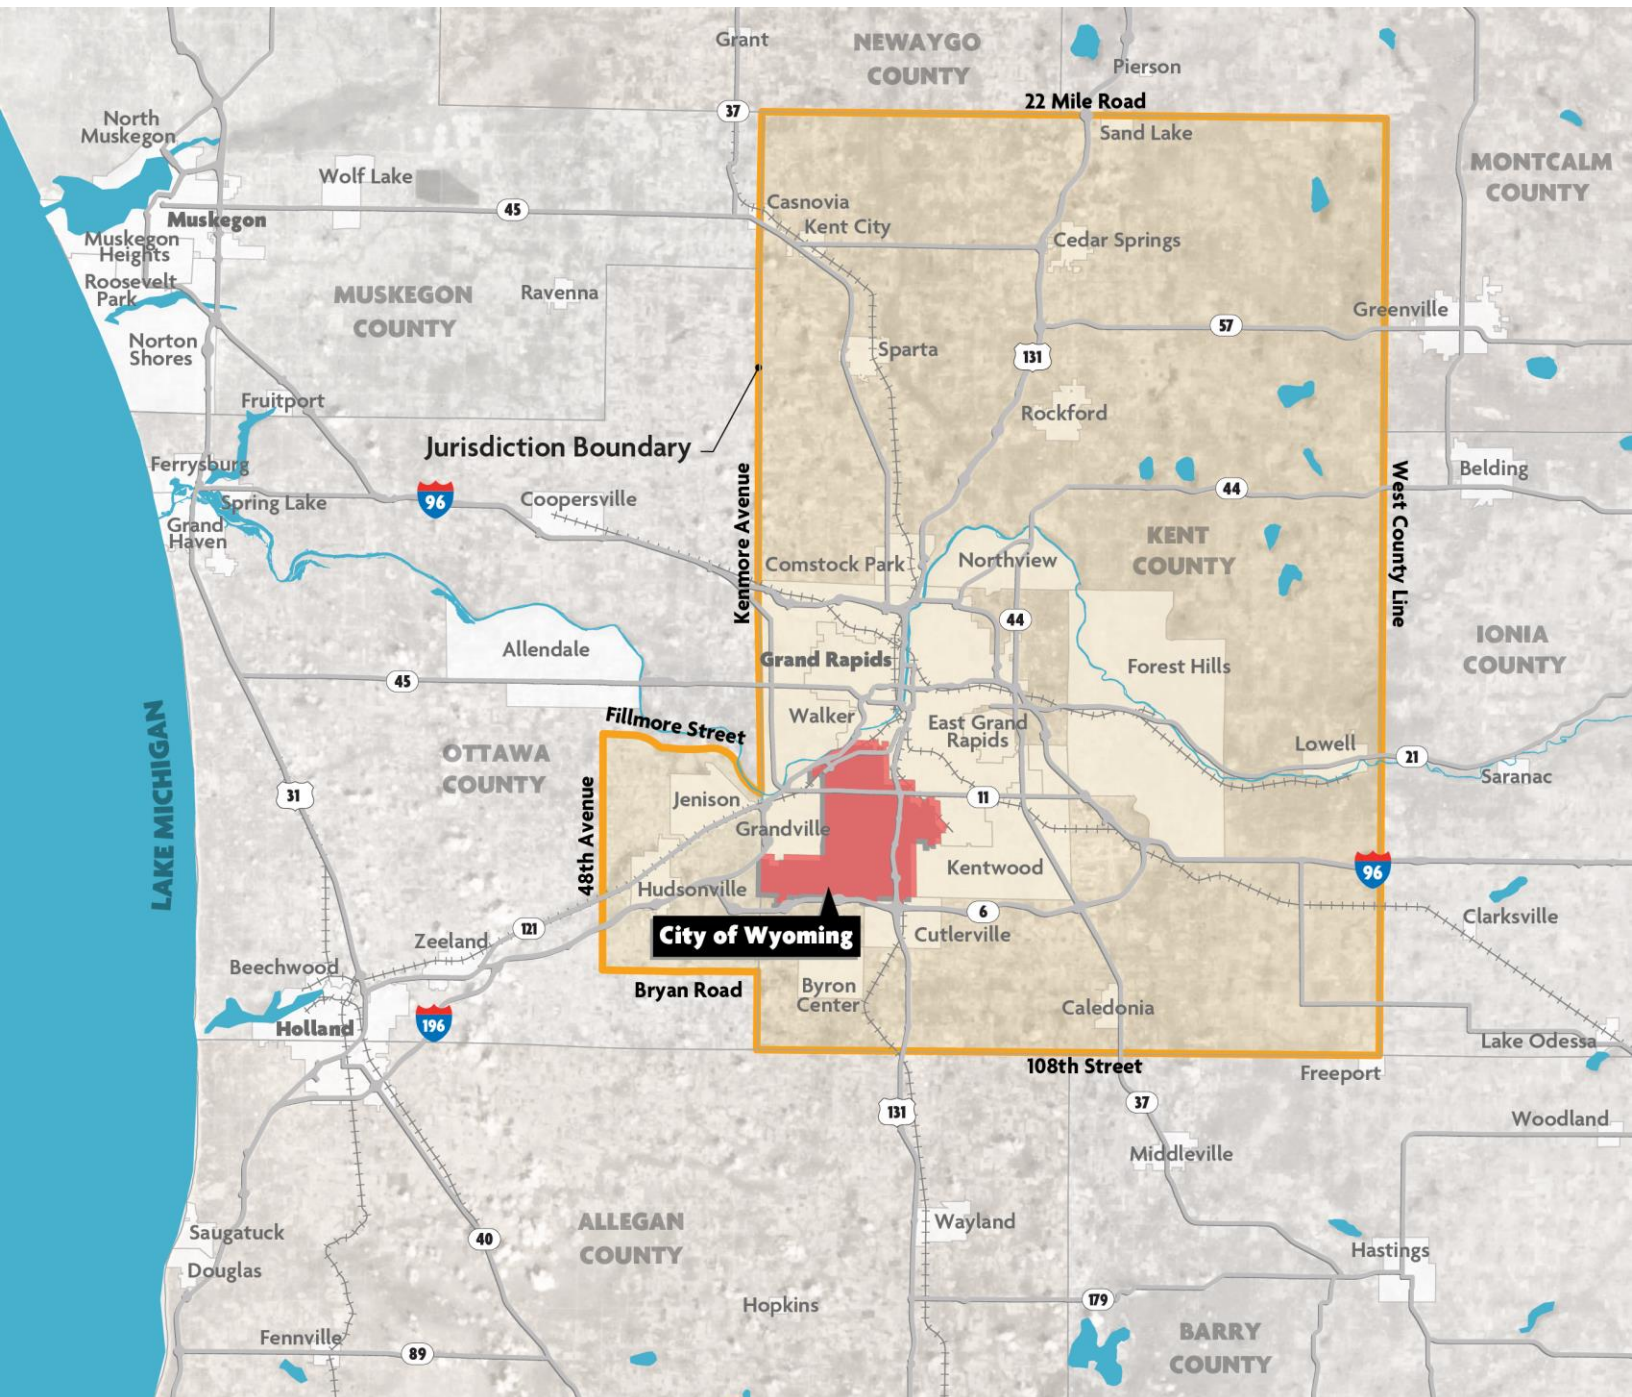 Grant
NEWAYGO
COUNTY
Pierson
22 Mile Road
37
Sand Lake
North
Muskegon
MONTCALM
COUNTY
Wolf Lake
45
Muskegon
Casnovia
Kent City
Cedar Springs
Muskegon
Heights
Roosevelt
Park
MUSKEGON
COUNTY
Ravenna
Greenville
57
Norton
Shores
Sparta
131
Fruitport
Rockford
Jurisdiction Boundary
Ferrysburg
Spring Lake
96
Coopersville
Grand
Haven
Kenmore Avenue
44
Belding
West County Line
KENT
COUNTY
Comstock Park
Northview
44
Allendale
Grand Rapids
Forest Hills
IONIA
COUNTY
45
Fillmore Street
Walker
East Grand
Rapids
Lowell
21
Saranac
OTTAWA
COUNTY
LAKE MICHIGAN
31
48th Avenue
Jenison
Grandville
11
Kentwood
96
Hudsonville
City of Wyoming
6
Cutlerville
Clarksville
121
Zeeland
Beechwood
Holland
196
Bryan Road
Byron
Center
Caledonia
Lake Odessa
108th Street
Freeport
131
37
Woodland
Middleville
ALLEGAN
COUNTY
Wayland
Saugatuck
Douglas
40
Hastings
Hopkins
179
BARRY
COUNTY
Fennville
89